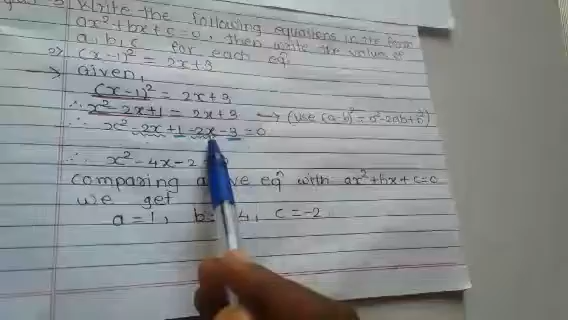 Write the following equations in the form
ax²+bx+c=0, then write the values of
a, b, c for each eqⁿ
(x-1)² = 2x+3
→ Given,
(x-1)² = 2x+3
∴ x²-2x+1 = 2x+3 → (use (a-b)²=a²-2ab+b²)
∴ x²-2x+1-2x-3=0
∴ x²-4x-2
comparing eqⁿ with ax²+bx+c=0
we get
a=1, b= 4, c=-2